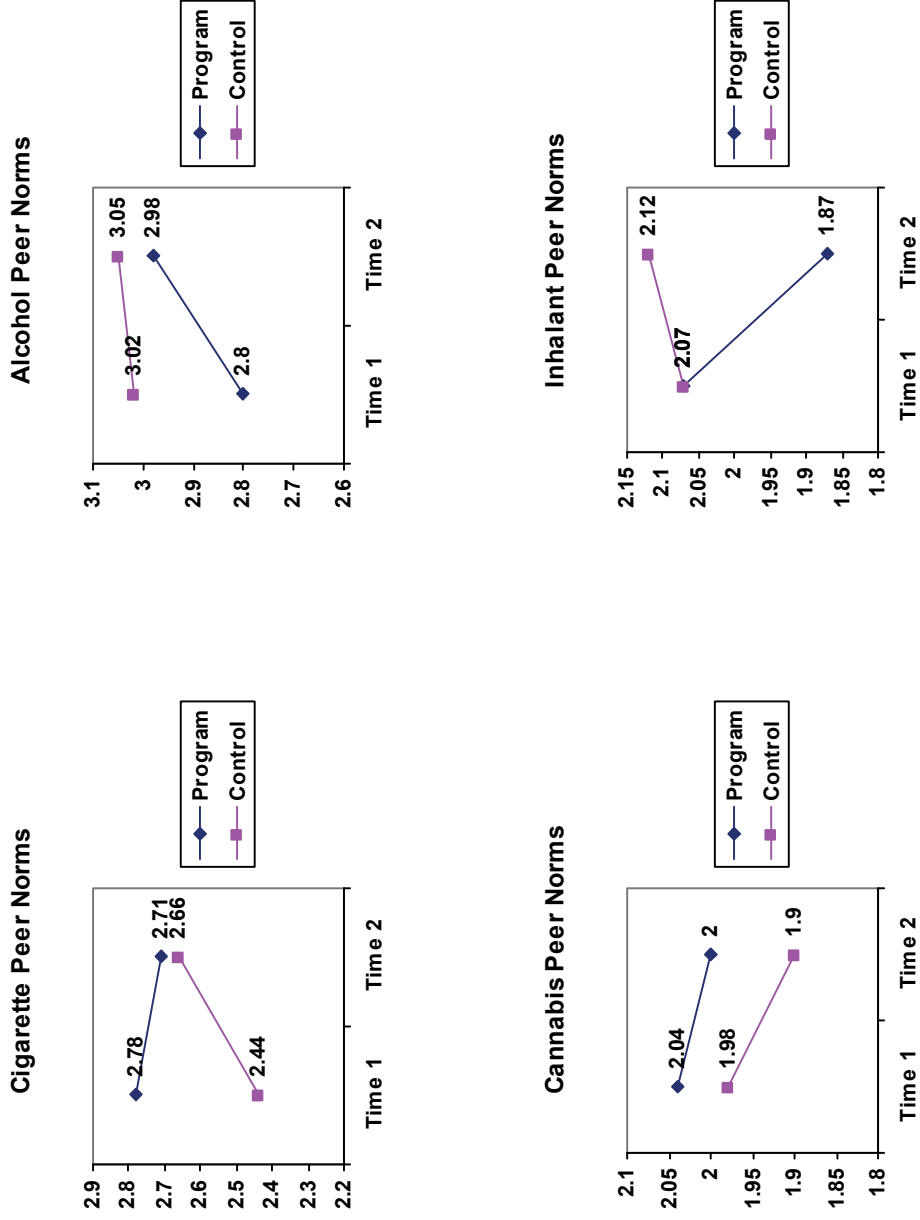 Cigarette Peer Norms
2.9
2.8
2.7
2.6
2.5
2.4
2.3
2.2
2.78
2.71
2.66
2.44
Time 1 Time 2
Program
Control
Alcohol Peer Norms
3.1
3
2.9
2.8
2.7
2.6
3.05
3.02
2.98
2.8
Time 1 Time 2
Program
Control
Cannabis Peer Norms
2.1
2.05
2
1.95
1.9
1.85
1.8
2.04
2
1.98
1.9
Time 1 Time 2
Program
Control
Inhalant Peer Norms
2.15
2.1
2.05
2
1.95
1.9
1.85
1.8
2.12
2.07
1.87
Time 1 Time 2
Program
Control